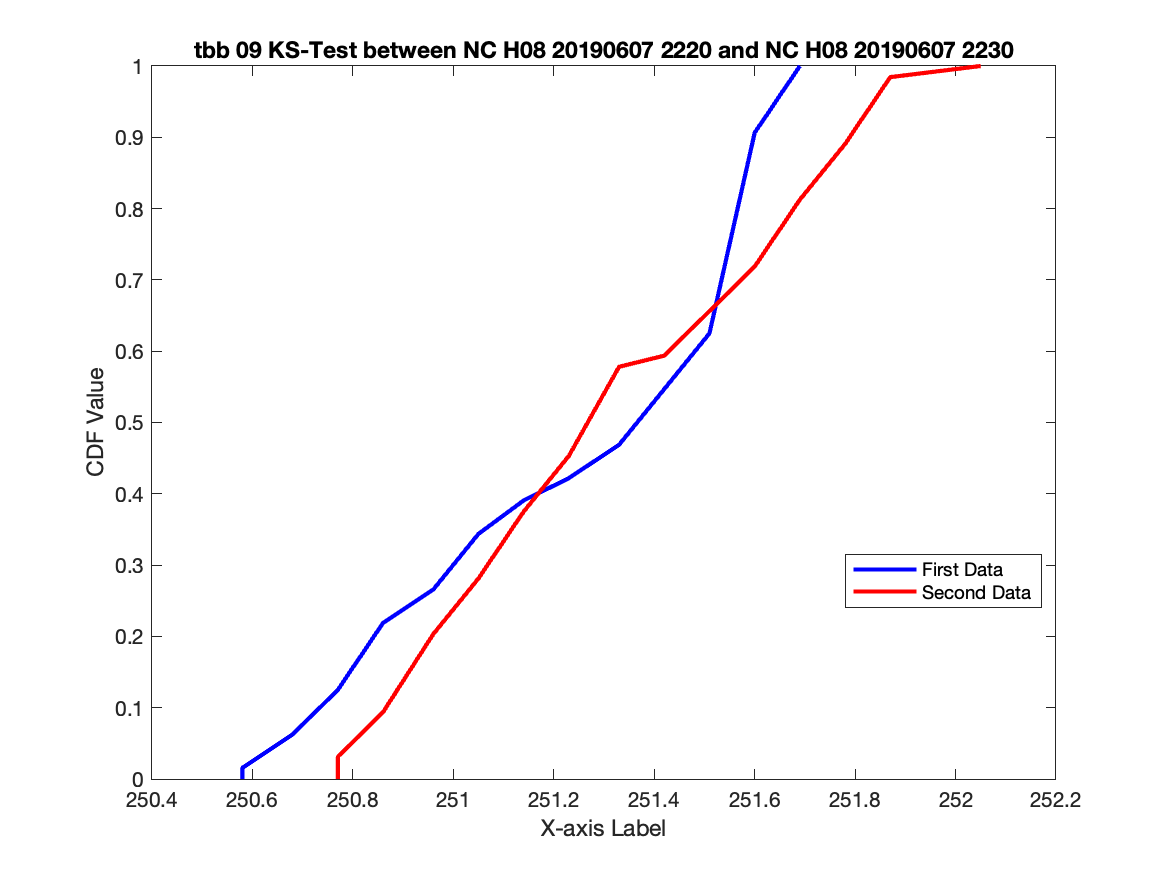 tbb 09 KS-Test between NC H08 20190607 2220 and NC H08 20190607 2230
1
0.9
0.8
0.7
0.6
0.5
0.4
0.3
0.2
0.1
0
CDF Value
First Data
Second Data
250.4 250.6 250.8 251 251.2 251.4 251.6 251.8 252 252.2
X-axis Label